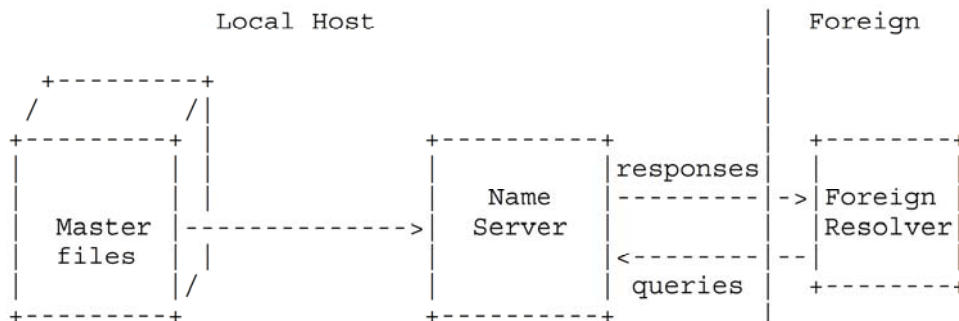 Local Host | Foreign
|
+---------+ |
/ /| |
+---------+ | +----------+ | +--------+
| | | | |responses| | |
| | | | Name |---------|->|Foreign |
| Master |-------------->| Server | | |Resolver|
| files | | | |<--------|--| |
| |/ | | queries | +--------+
+---------+ +----------+ |